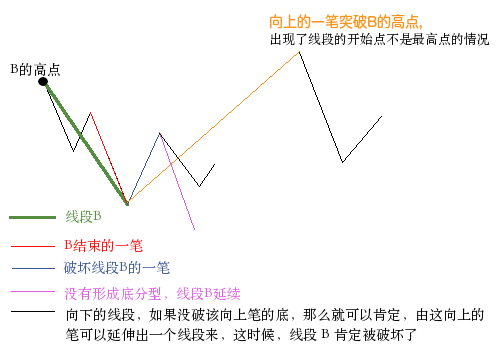 向上的一笔突破B的高点,
出现了线段的开始点不是最高点的情况
B的高点
线段B
B结束的一笔
破坏线段B的一笔
没有形成底分型，线段B延续
向下的线段，如果没破该向上笔的底，那么就可以肯定，由这向上的
笔可以延伸出一个线段来，这时候，线段 B 肯定被破坏了